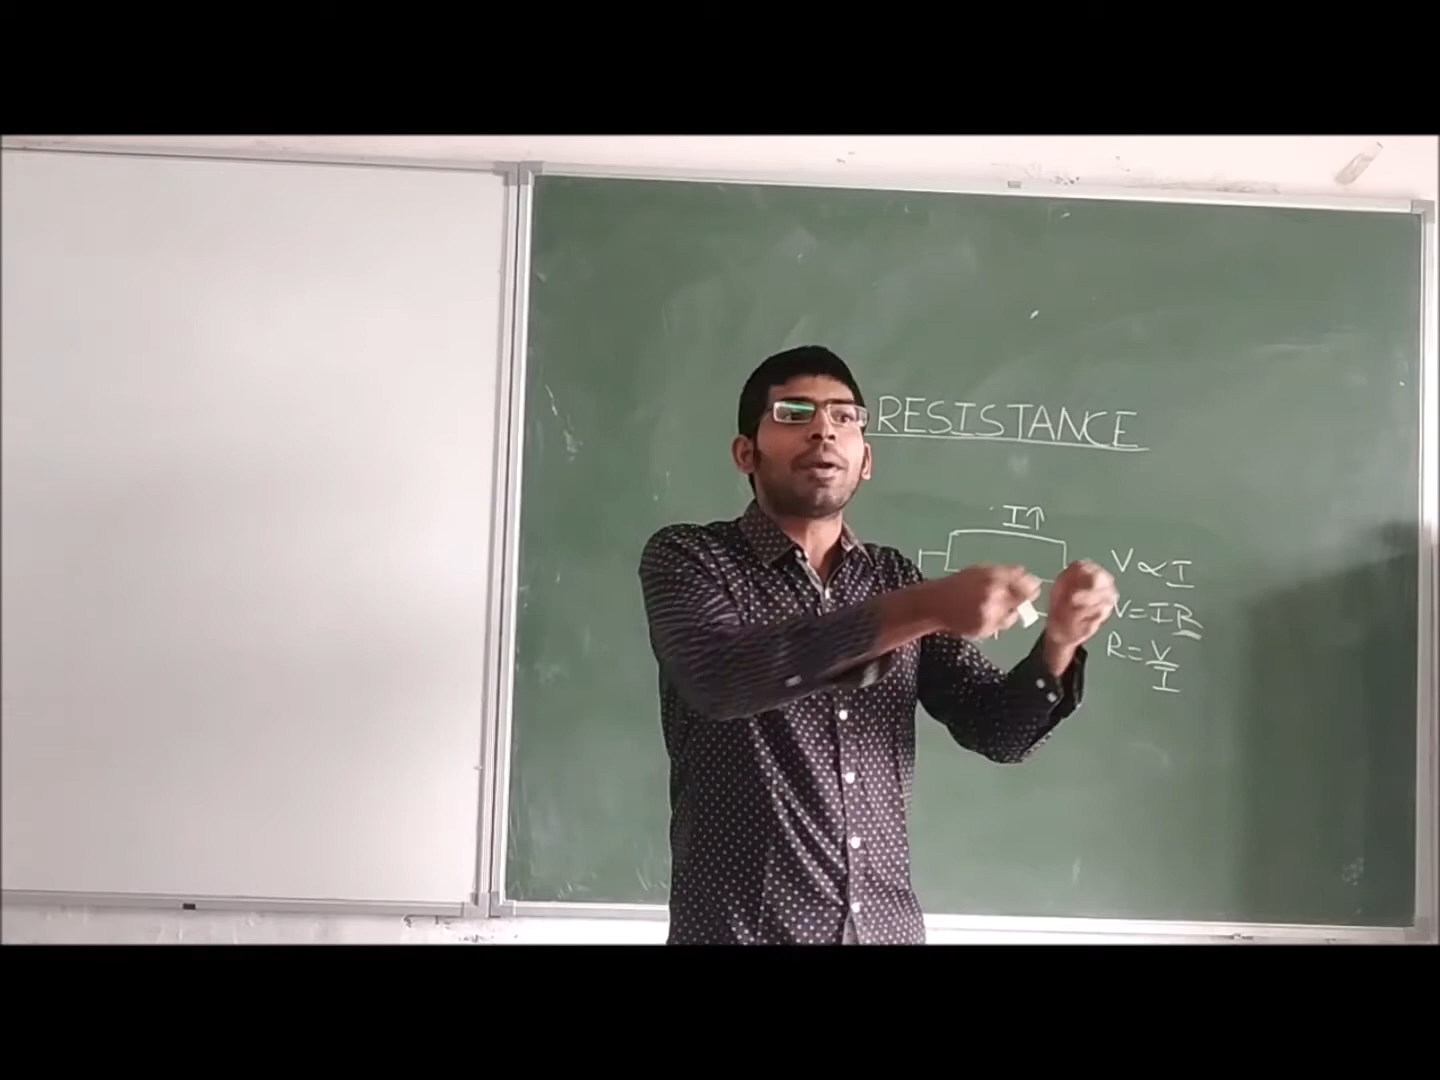 RESISTANCE
I↑
V ∝ I
V = IR
R = V/I